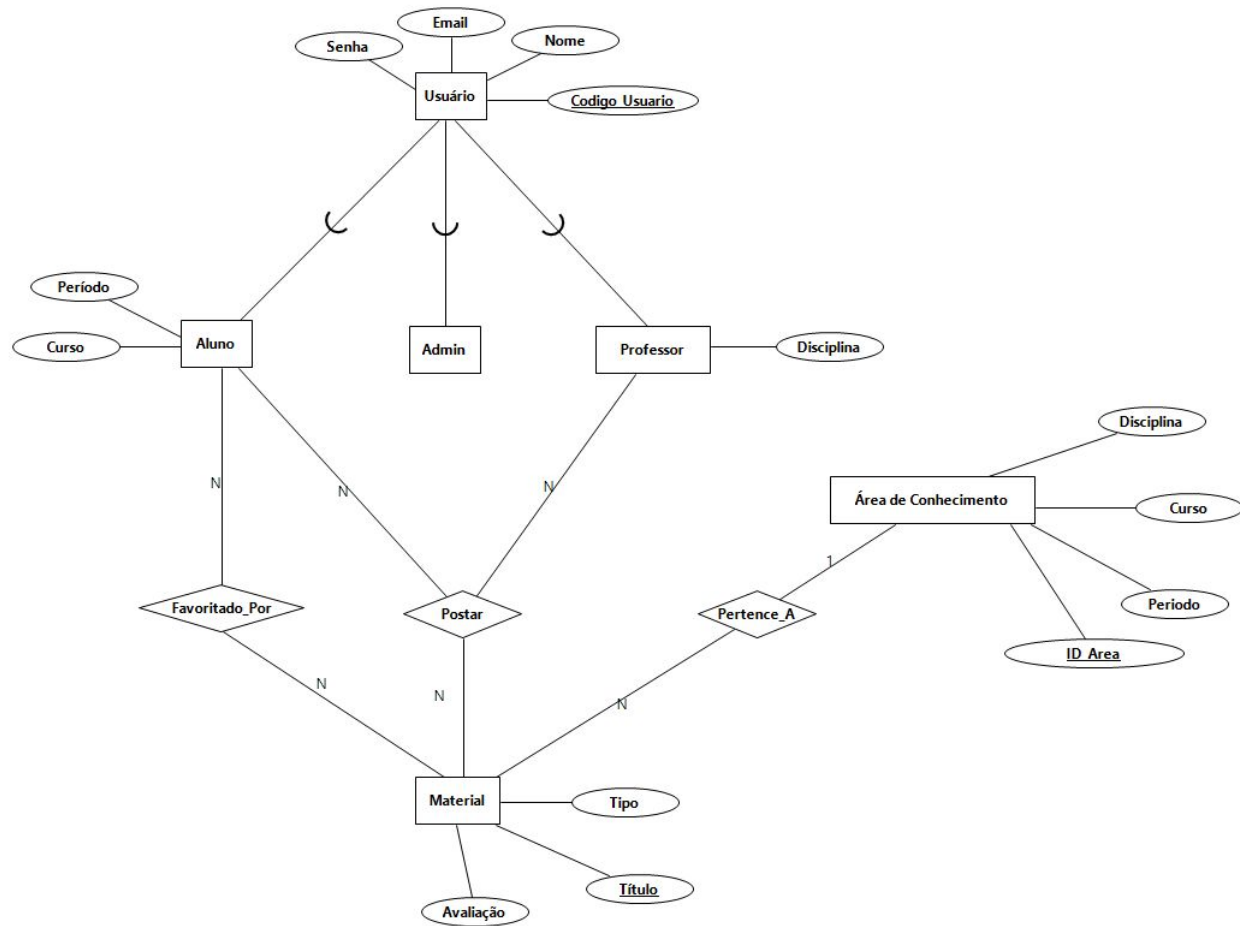 Email
Senha
Nome
Usuário
Codigo_Usuario
Período
Aluno
Admin
Professor
Curso
Disciplina
Disciplina
N
N
N
Área de Conhecimento
Curso
1
Favoritado_Por
Postar
Pertence_A
Periodo
ID_Area
N
N
N
Material
Tipo
Título
Avaliação